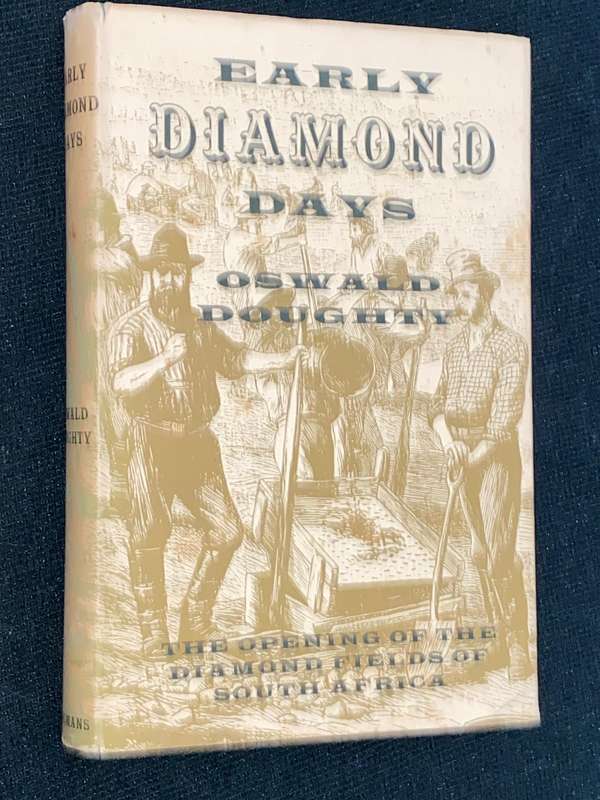 EARLY
DIAMOND
DAYS
OSWALD
DOUGHTY
THE OPENING OF THE
DIAMOND FIELDS OF
SOUTH AFRICA
EARLY
DIAMOND
DAYS
OSWALD
DOUGHTY